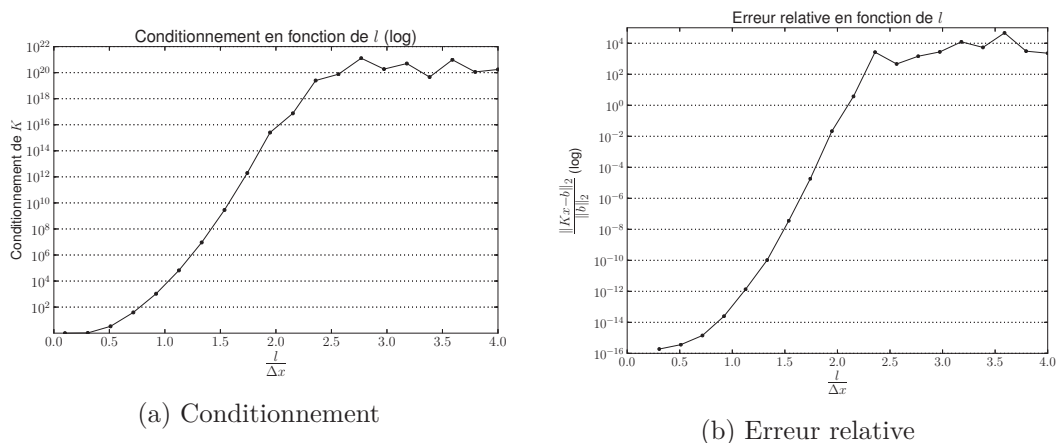 Conditionnement en fonction de l (log)
Conditionnement de K
10^22
10^20
10^18
10^16
10^14
10^12
10^10
10^8
10^6
10^4
10^2
0.0 0.5 1.0 1.5 2.0 2.5 3.0 3.5 4.0
l/Δx
(a) Conditionnement
Erreur relative en fonction de l
‖Kx−b‖_2/‖b‖_2 (log)
10^4
10^2
10^0
10^−2
10^−4
10^−6
10^−8
10^−10
10^−12
10^−14
10^−16
0.0 0.5 1.0 1.5 2.0 2.5 3.0 3.5 4.0
l/Δx
(b) Erreur relative